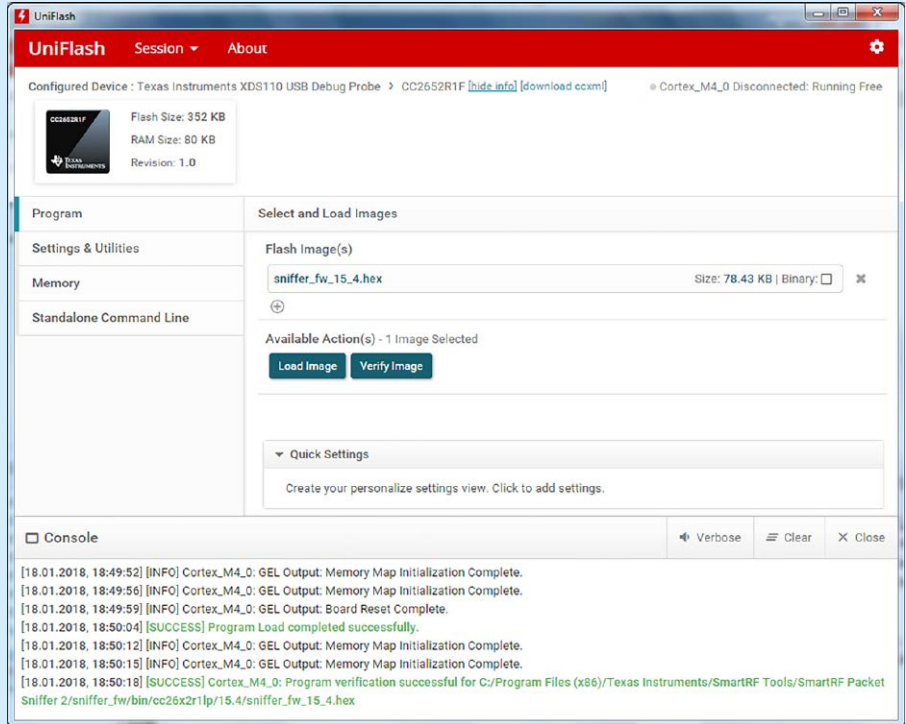 UniFlash
UniFlash Session About
Configured Device : Texas Instruments XDS110 USB Debug Probe > CC2652R1F [hide info] [download ccxml] Cortex_M4_0 Disconnected: Running Free
CC2652R1F
TEXAS
INSTRUMENTS
Flash Size: 352 KB
RAM Size: 80 KB
Revision: 1.0
Program
Settings & Utilities
Memory
Standalone Command Line
Select and Load Images
Flash Image(s)
sniffer_fw_15_4.hex Size: 78.43 KB | Binary:
Available Action(s) - 1 Image Selected
Load Image Verify Image
Quick Settings
Create your personalize settings view. Click to add settings.
Console Verbose Clear Close
[18.01.2018, 18:49:52] [INFO] Cortex_M4_0: GEL Output: Memory Map Initialization Complete.
[18.01.2018, 18:49:56] [INFO] Cortex_M4_0: GEL Output: Memory Map Initialization Complete.
[18.01.2018, 18:49:59] [INFO] Cortex_M4_0: GEL Output: Board Reset Complete.
[18.01.2018, 18:50:04] [SUCCESS] Program Load completed successfully.
[18.01.2018, 18:50:12] [INFO] Cortex_M4_0: GEL Output: Memory Map Initialization Complete.
[18.01.2018, 18:50:15] [INFO] Cortex_M4_0: GEL Output: Memory Map Initialization Complete.
[18.01.2018, 18:50:18] [SUCCESS] Cortex_M4_0: Program verification successful for C:/Program Files (x86)/Texas Instruments/SmartRF Tools/SmartRF Packet
Sniffer 2/sniffer_fw/bin/cc26x2r1lp/15.4/sniffer_fw_15_4.hex